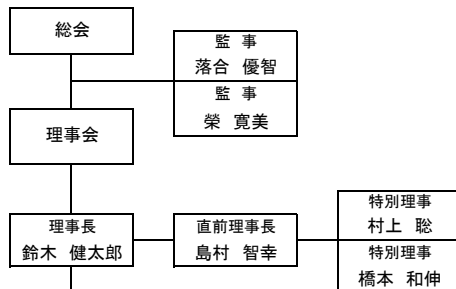 総会
監 事
落合 優智
監 事
榮 寛美
理事会
理事長
鈴木 健太郎
直前理事長
島村 智幸
特別理事
村上 聡
特別理事
橋本 和伸